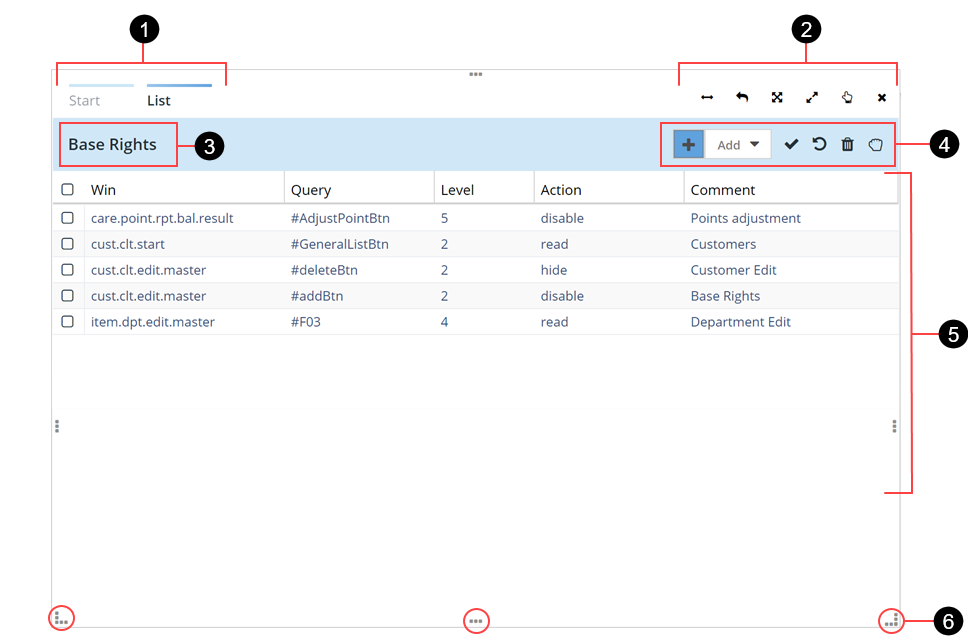 1 2
Start List
Base Rights 3 Add 4
Win Query Level Action Comment
care.point.rpt.bal.result #AdjustPointBtn 5 disable Points adjustment
cust.clt.start #GeneralListBtn 2 read Customers
cust.clt.edit.master #deleteBtn 2 hide Customer Edit
cust.clt.edit.master #addBtn 2 disable Base Rights
item.dpt.edit.master #F03 4 read Department Edit
5
6